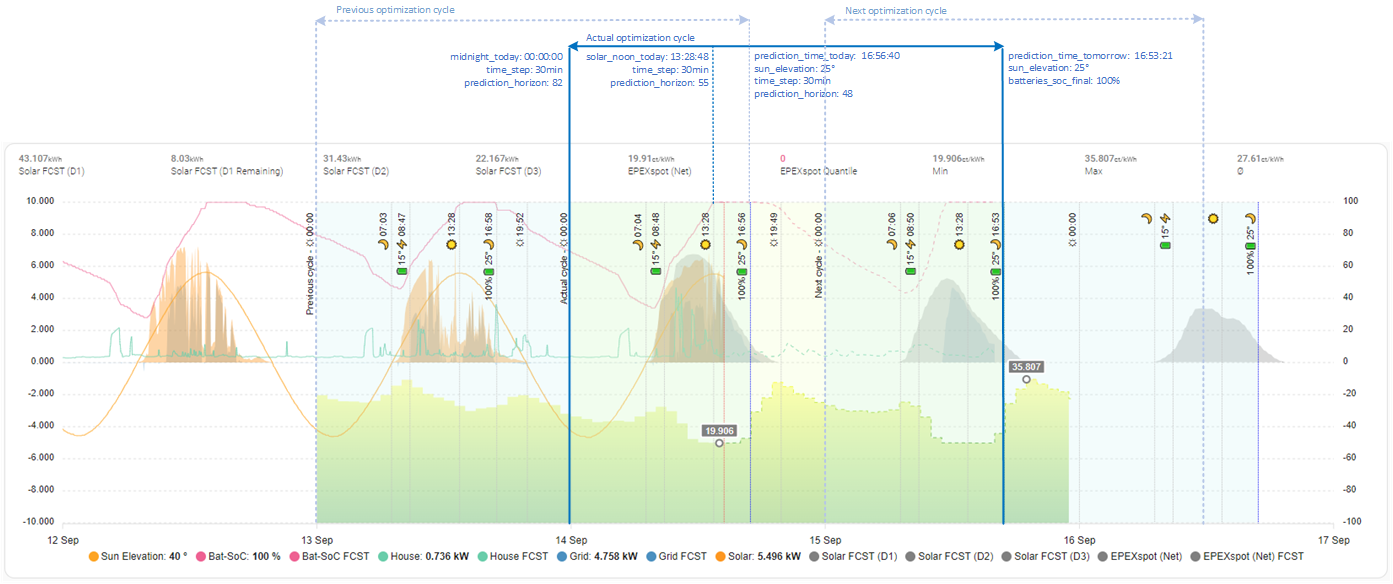 Previous optimization cycle
Next optimization cycle
Actual optimization cycle
midnight_today: 00:00:00
time_step: 30min
prediction_horizon: 82
solar_noon_today: 13:28:48
time_step: 30min
prediction_horizon: 55
prediction_time_today: 16:56:40
sun_elevation: 25°
time_step: 30min
prediction_horizon: 48
prediction_time_tomorrow: 16:53:21
sun_elevation: 25°
batteries_soc_final: 100%
43.107kWh
Solar FCST (D1)
8.03kWh
Solar FCST (D1 Remaining)
31.43kWh
Solar FCST (D2)
22.167kWh
Solar FCST (D3)
19.91ct/kWh
EPEXspot (Net)
0
EPEXspot Quantile
19.906ct/kWh
Min
35.807ct/kWh
Max
27.61ct/kWh
Ø
10.000
8.000
6.000
4.000
2.000
0.000
-2.000
-4.000
-6.000
-8.000
-10.000
Previous cycle - 00:00
07:03
15° 08:47
13:28
100% 25° 16:58
19:52
Actual cycle - 00:00
07:04
15° 08:48
13:28
100% 25° 16:56
19:49
Next cycle - 00:00
07:06
15° 08:50
13:28
100% 25° 16:53
00:00
15°
100% 25°
19.906
35.807
100
80
60
40
20
0
-20
-40
-60
-80
-100
12 Sep
13 Sep
14 Sep
15 Sep
16 Sep
17 Sep
Sun Elevation: 40 °
Bat-SoC: 100 %
Bat-SoC FCST
House: 0.736 kW
House FCST
Grid: 4.758 kW
Grid FCST
Solar: 5.496 kW
Solar FCST (D1)
Solar FCST (D2)
Solar FCST (D3)
EPEXspot (Net)
EPEXspot (Net) FCST